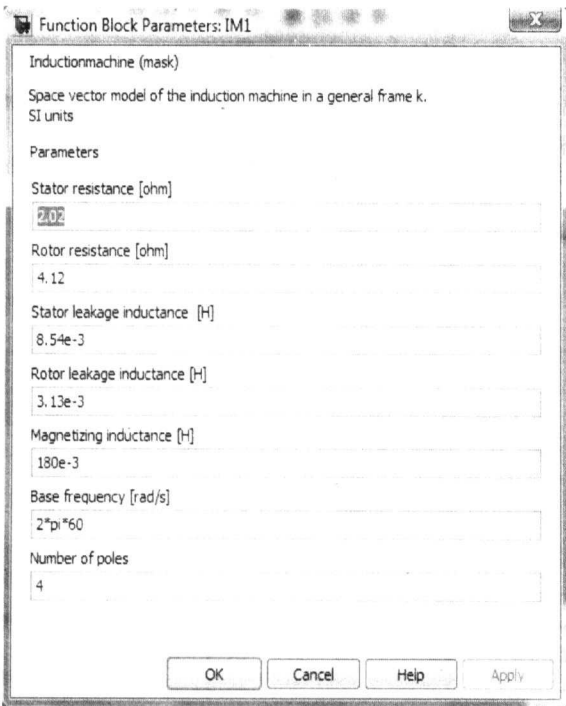 Function Block Parameters: IM1
Inductionmachine (mask)
Space vector model of the induction machine in a general frame k.
SI units
Parameters
Stator resistance [ohm]
2.02
Rotor resistance [ohm]
4.12
Stator leakage inductance [H]
8.54e-3
Rotor leakage inductance [H]
3.13e-3
Magnetizing inductance [H]
180e-3
Base frequency [rad/s]
2*pi*60
Number of poles
4
OK Cancel Help Apply